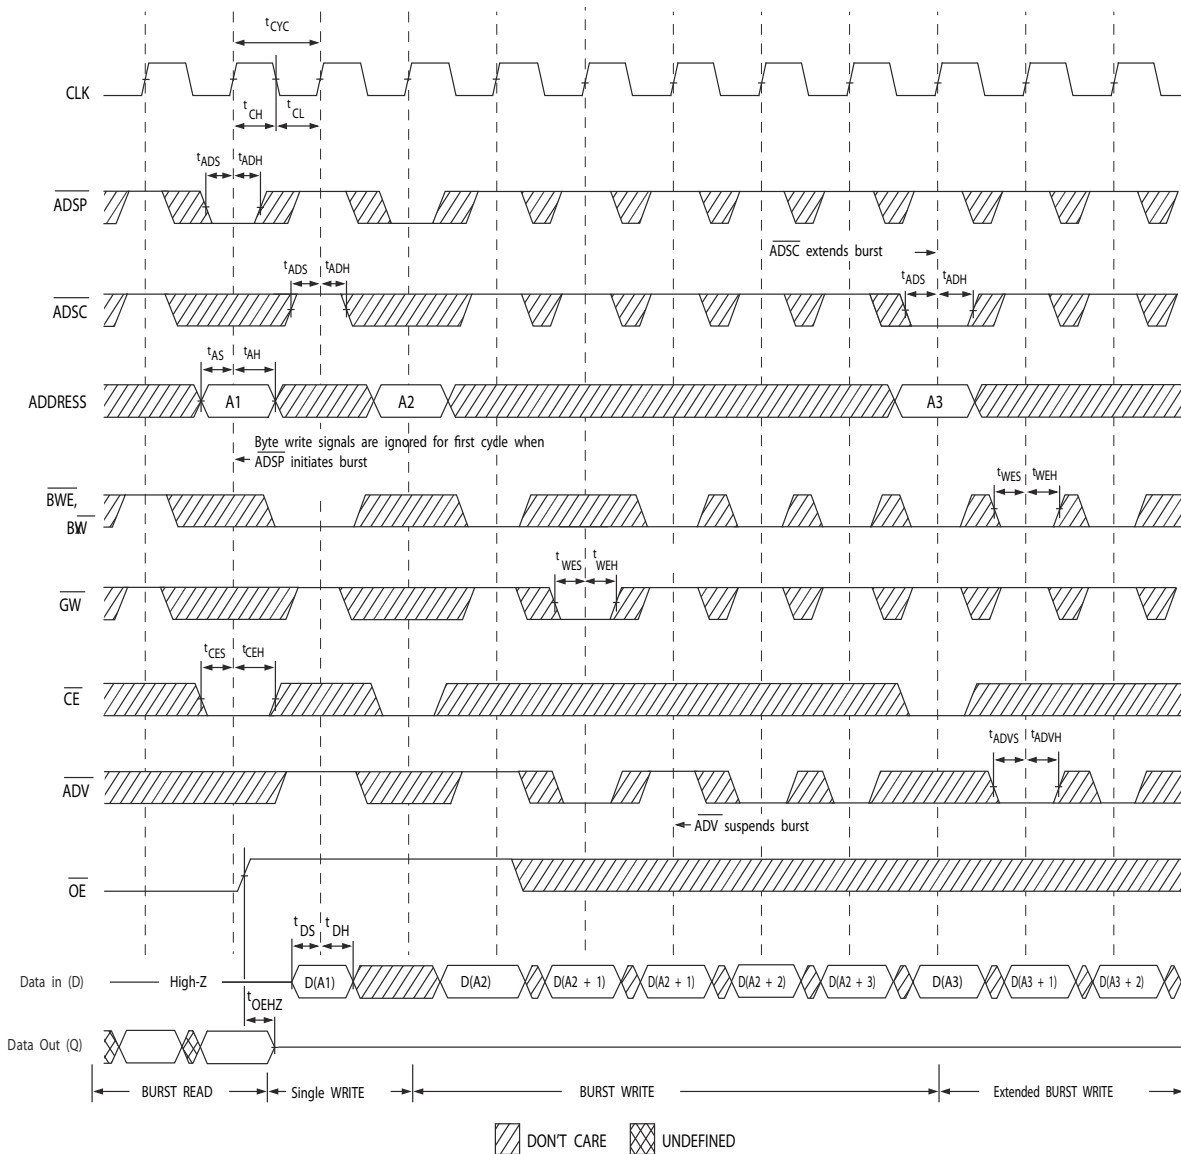 tCYC
CLK
tCH
tCL
tADS
tADH
ADSP
ADSC extends burst
tADS
tADH
tADS
tADH
ADSC
tAS
tAH
ADDRESS
A1
A2
A3
Byte write signals are ignored for first cycle when
ADSP initiates burst
BWE,
BWX
tWES
tWEH
tWES
tWEH
GW
tCES
tCEH
CE
tADVS
tADVH
ADV
ADV suspends burst
OE
tDS
tDH
Data in (D)
High-Z
D(A1)
D(A2)
D(A2 + 1)
D(A2 + 1)
D(A2 + 2)
D(A2 + 3)
D(A3)
D(A3 + 1)
D(A3 + 2)
tOEHZ
Data Out (Q)
BURST READ
Single WRITE
BURST WRITE
Extended BURST WRITE
DON'T CARE
UNDEFINED